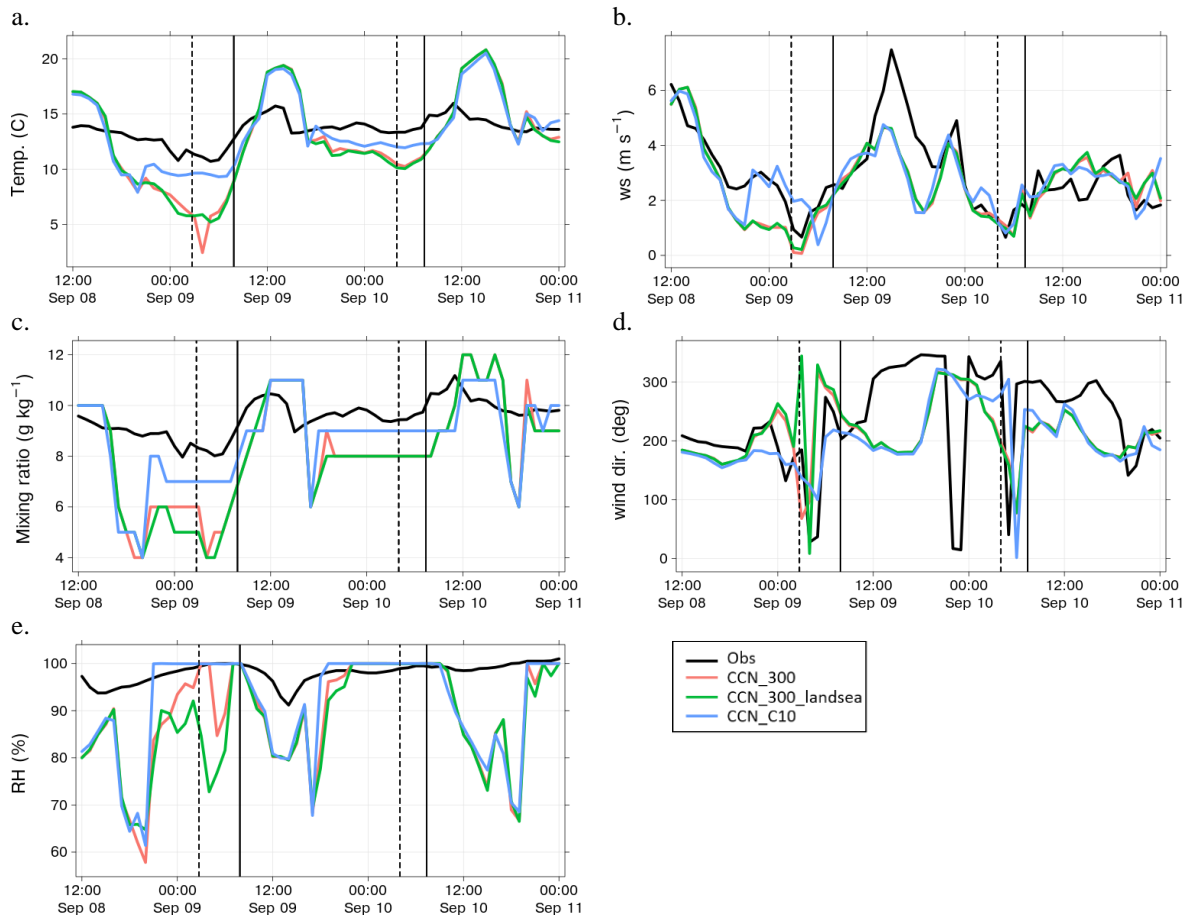 a.
20
15
10
5
Temp. (C)
12:00 00:00 12:00 00:00 12:00 00:00
Sep 08 Sep 09 Sep 09 Sep 10 Sep 10 Sep 11
b.
6
4
2
0
ws (m s⁻¹)
12:00 00:00 12:00 00:00 12:00 00:00
Sep 08 Sep 09 Sep 09 Sep 10 Sep 10 Sep 11
c.
12
10
8
6
4
Mixing ratio (g kg⁻¹)
12:00 00:00 12:00 00:00 12:00 00:00
Sep 08 Sep 09 Sep 09 Sep 10 Sep 10 Sep 11
d.
300
200
100
0
wind dir. (deg)
12:00 00:00 12:00 00:00 12:00 00:00
Sep 08 Sep 09 Sep 09 Sep 10 Sep 10 Sep 11
e.
100
90
80
70
60
RH (%)
12:00 00:00 12:00 00:00 12:00 00:00
Sep 08 Sep 09 Sep 09 Sep 10 Sep 10 Sep 11
Obs
CCN_300
CCN_300_landsea
CCN_C10